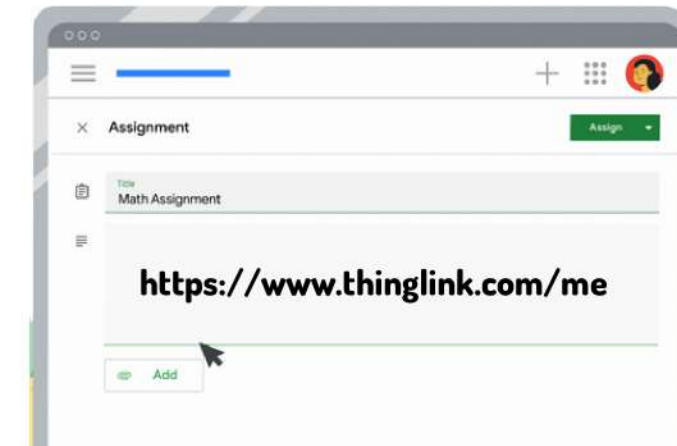 Assignment
Assign
Title
Math Assignment
https://www.thinglink.com/me
Add